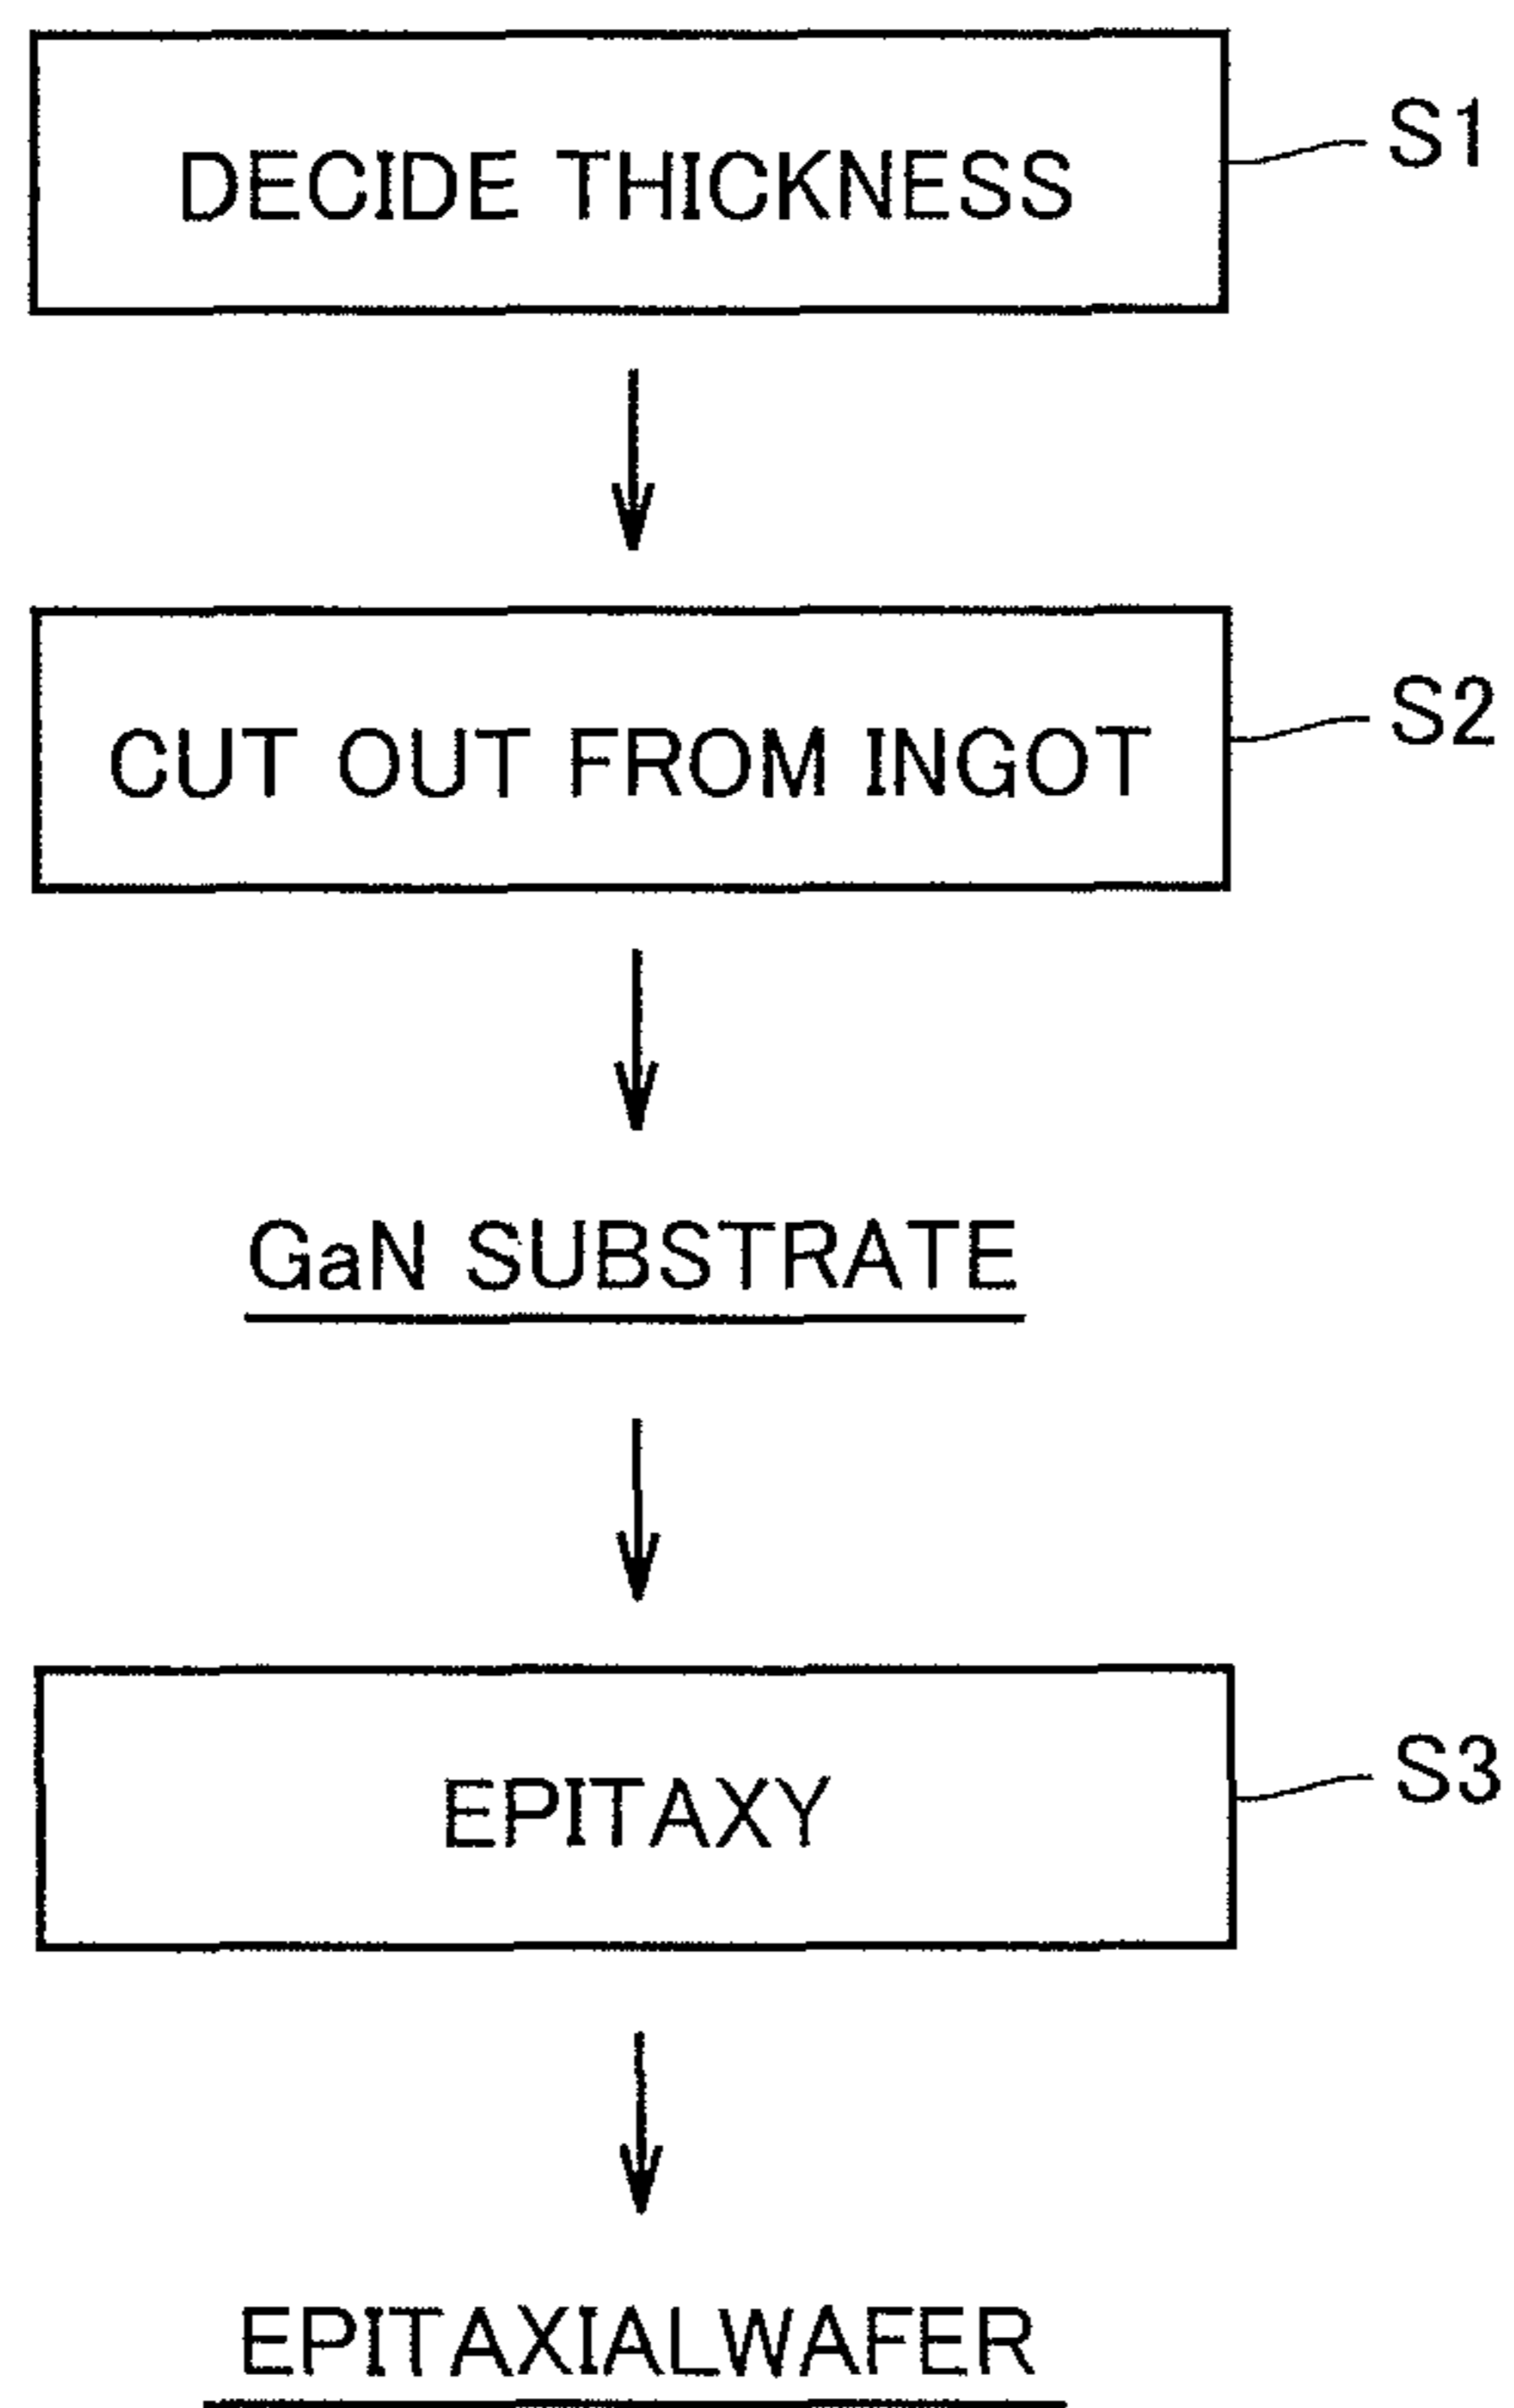 DECIDE THICKNESS
S1
CUT OUT FROM INGOT
S2
GaN SUBSTRATE
EPITAXY
S3
EPITAXIALWAFER